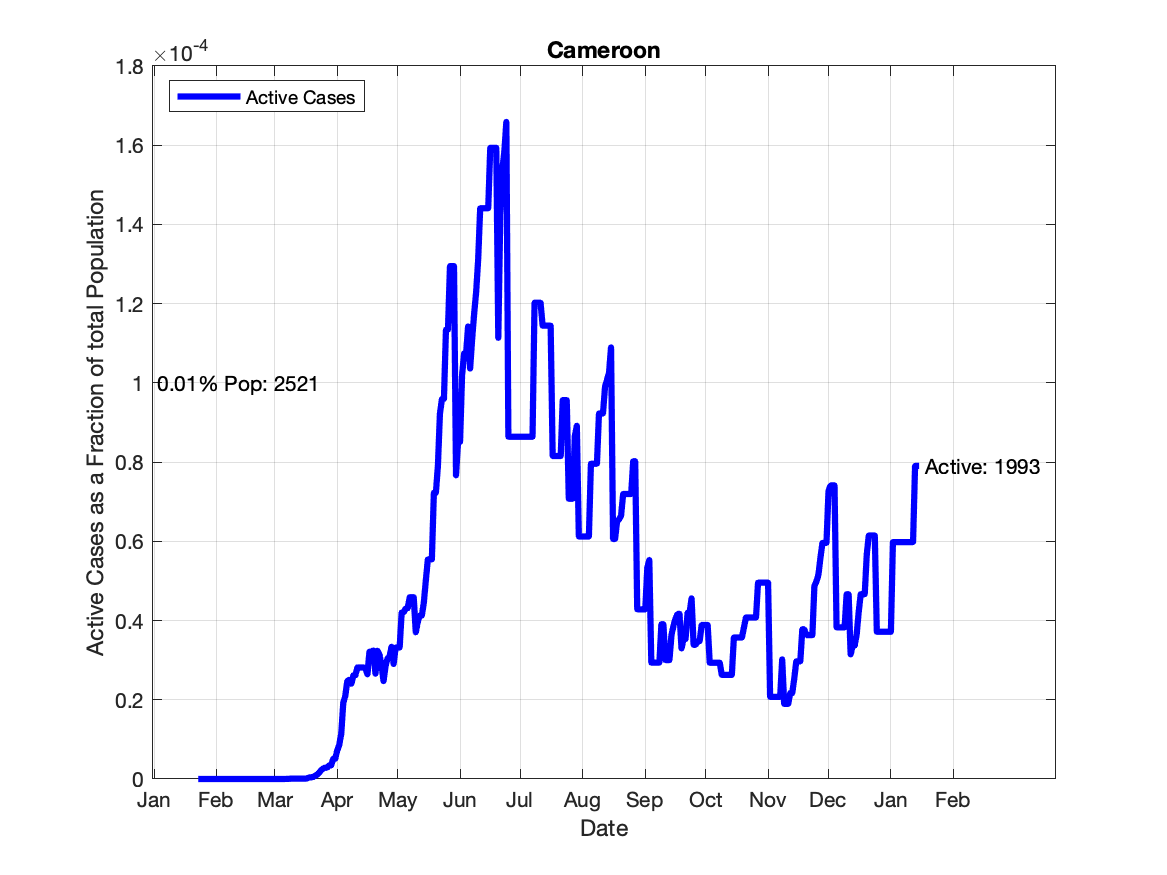 Cameroon
×10-4
Active Cases
1.8
1.6
1.4
1.2
1
0.8
0.6
0.4
0.2
0
0.01% Pop: 2521
Active: 1993
Active Cases as a Fraction of total Population
Jan Feb Mar Apr May Jun Jul Aug Sep Oct Nov Dec Jan Feb
Date